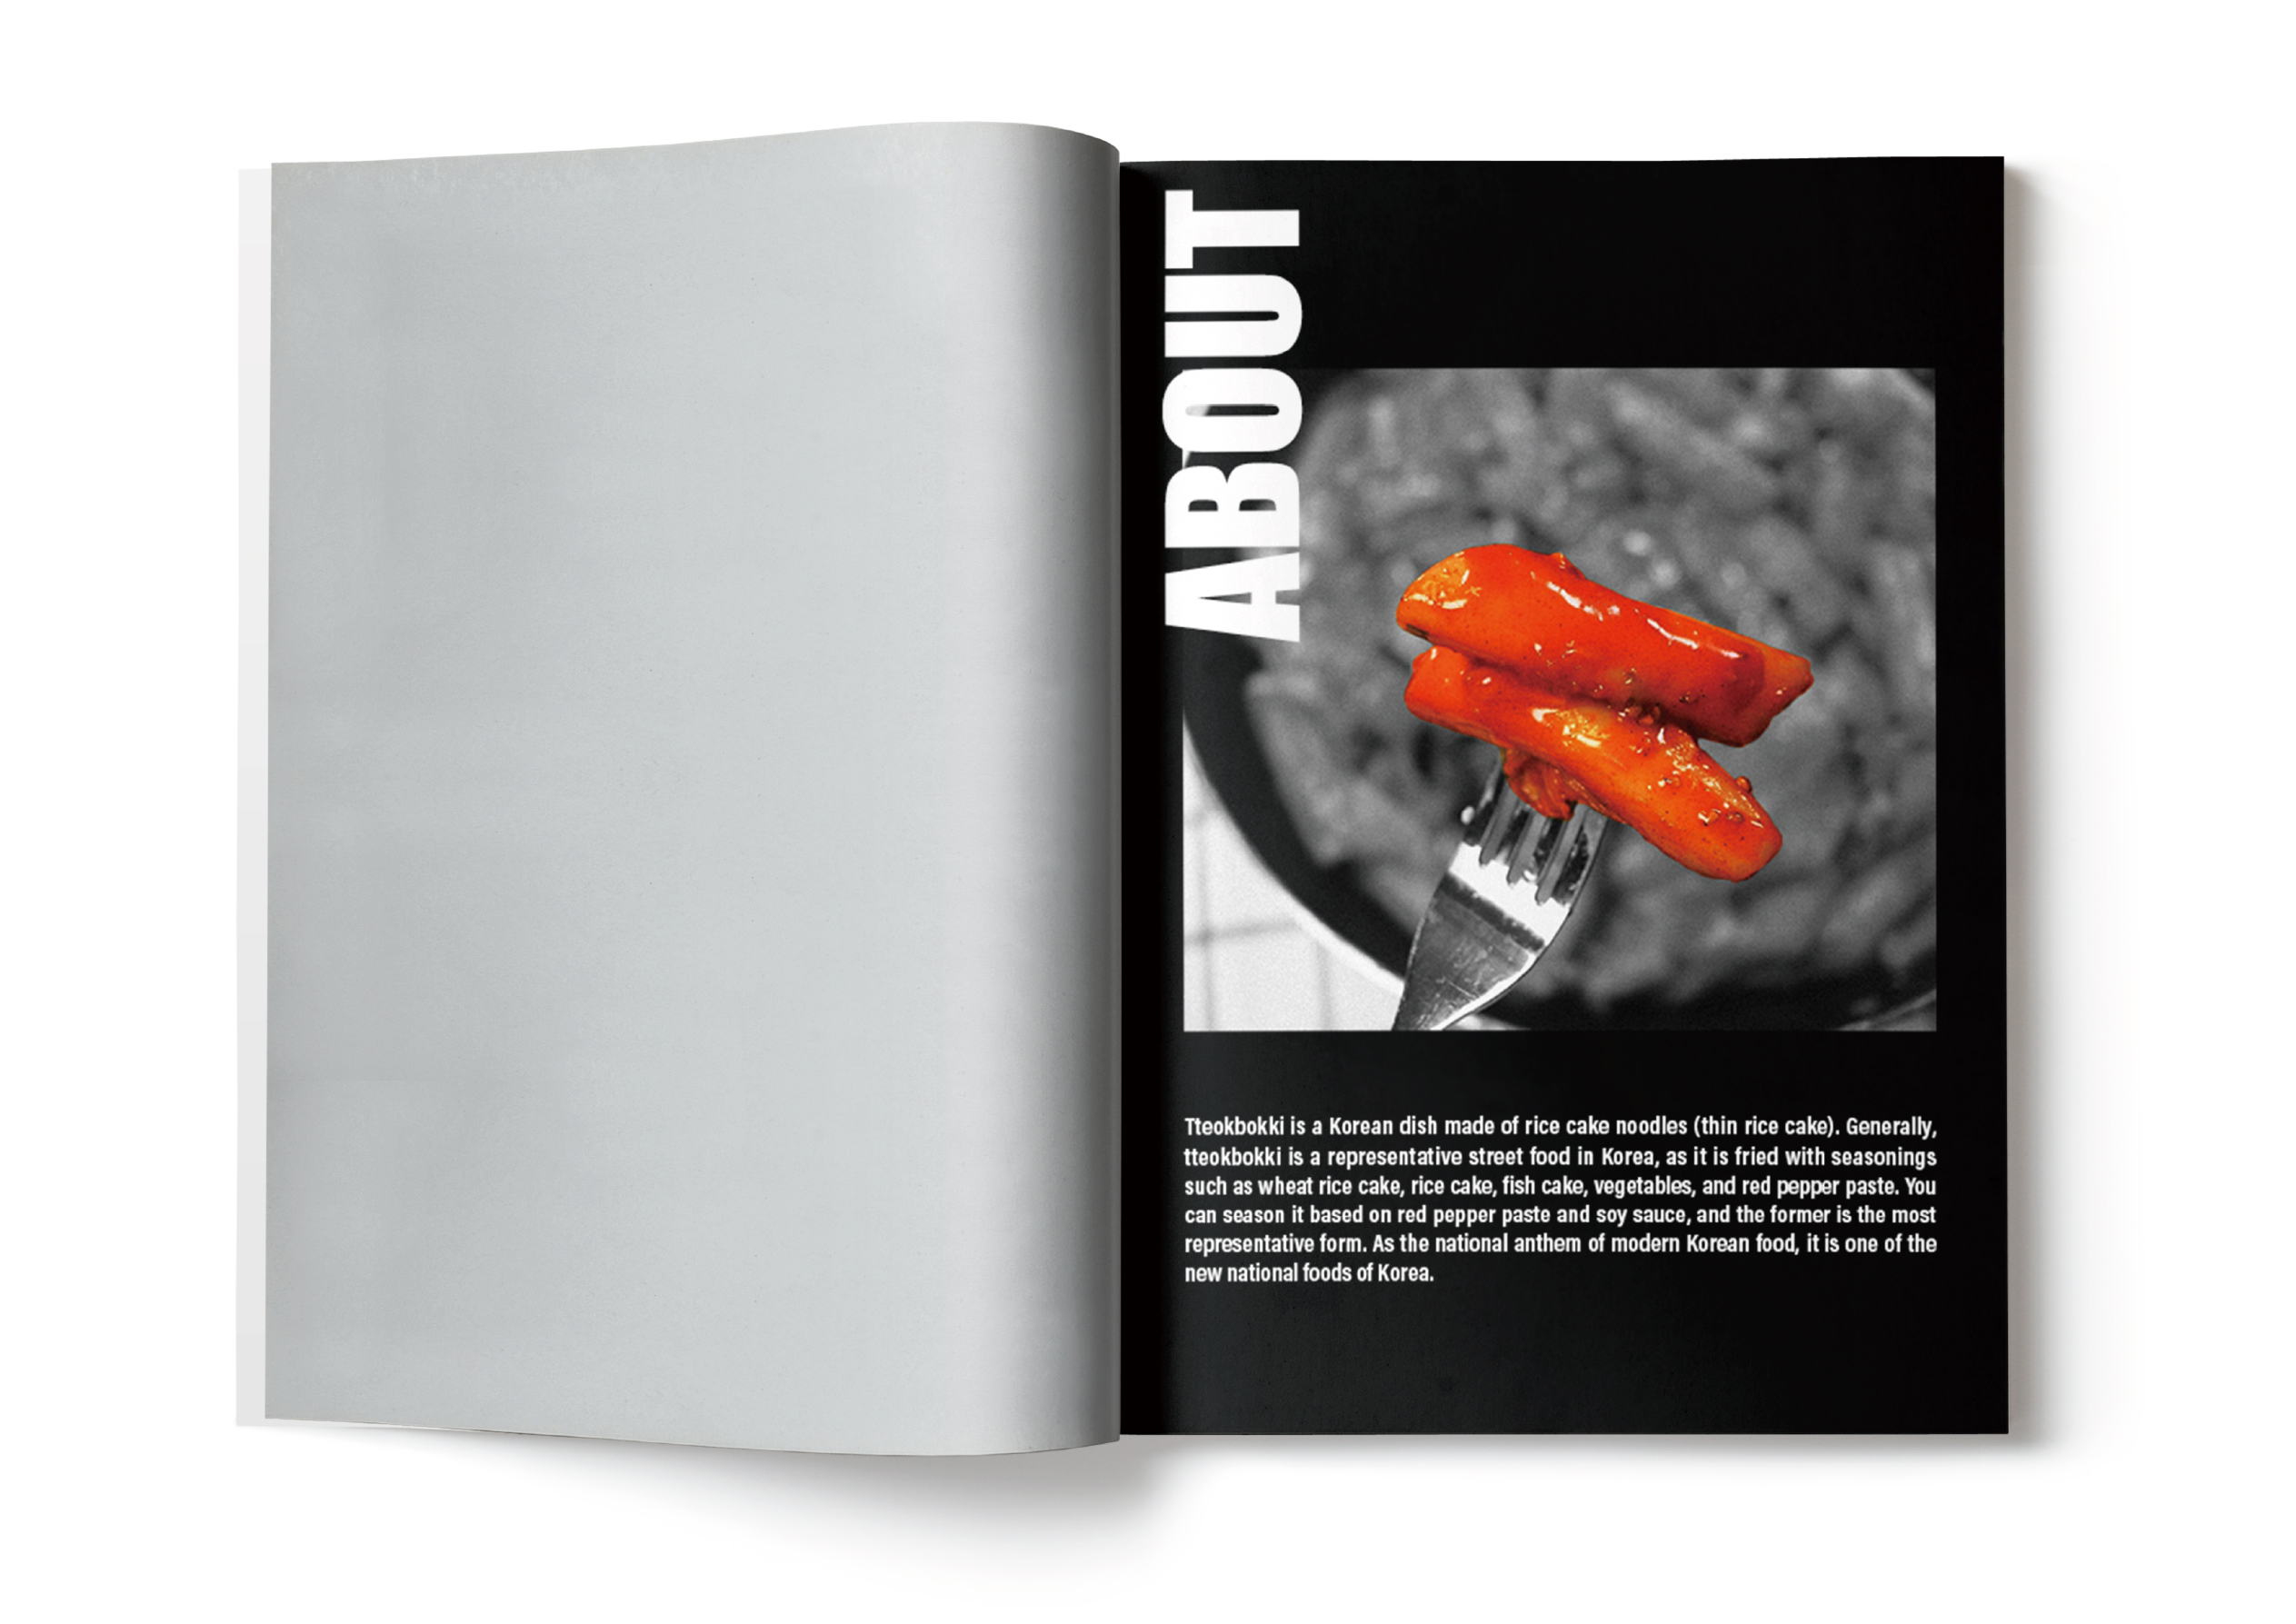 ABOUT
Tteokbokki is a Korean dish made of rice cake noodles (thin rice cake). Generally,
tteokbokki is a representative street food in Korea, as it is fried with seasonings
such as wheat rice cake, rice cake, fish cake, vegetables, and red pepper paste. You
can season it based on red pepper paste and soy sauce, and the former is the most
representative form. As the national anthem of modern Korean food, it is one of the
new national foods of Korea.